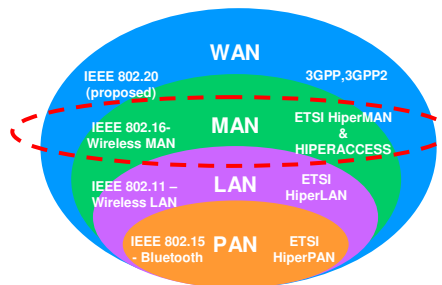 WAN
IEEE 802.20
(proposed)
3GPP,3GPP2
MAN
IEEE 802.16-
Wireless MAN
ETSI HiperMAN
&
HIPERACCESS
LAN
IEEE 802.11 –
Wireless LAN
ETSI
HiperLAN
PAN
IEEE 802.15
- Bluetooth
ETSI
HiperPAN